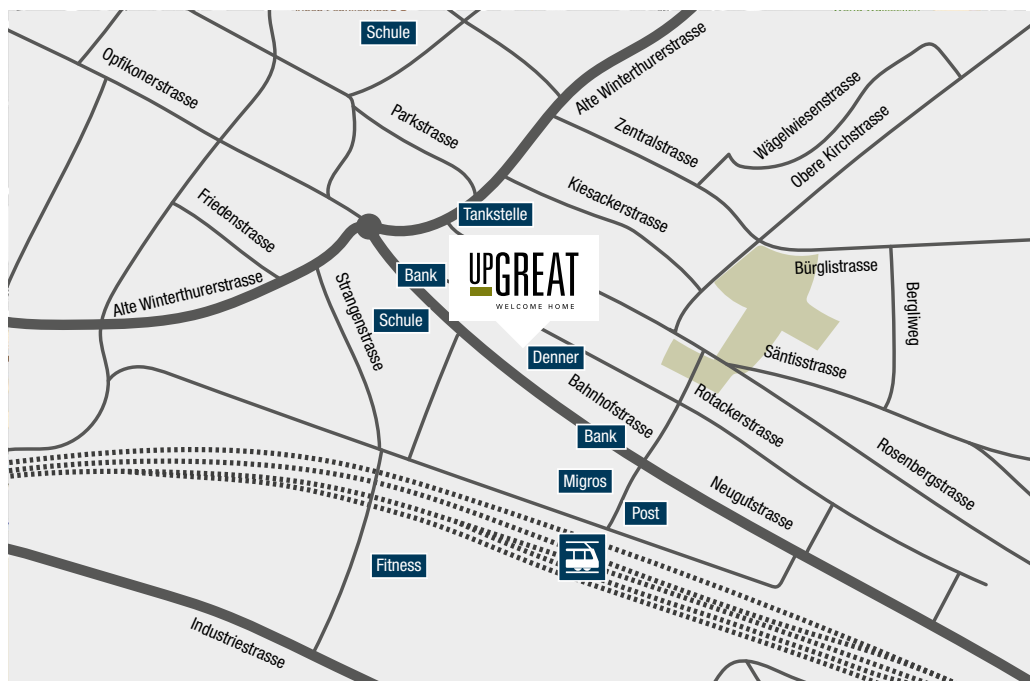 Schule
Opfikonerstrasse
Alte Winterthurerstrasse
Parkstrasse
Zentralstrasse
Wägelwiesenstrasse
Obere Kirchstrasse
Kiesackerstrasse
Friedenstrasse
Tankstelle
Bank
UPGREAT
WELCOME HOME
Bürglistrasse
Bergliweg
Alte Winterthurerstrasse
Strangenstrasse
Schule
Denner
Säntisstrasse
Bahnhofstrasse
Rotackerstrasse
Bank
Rosenbergstrasse
Migros
Neugutstrasse
Post
Fitness
Industriestrasse